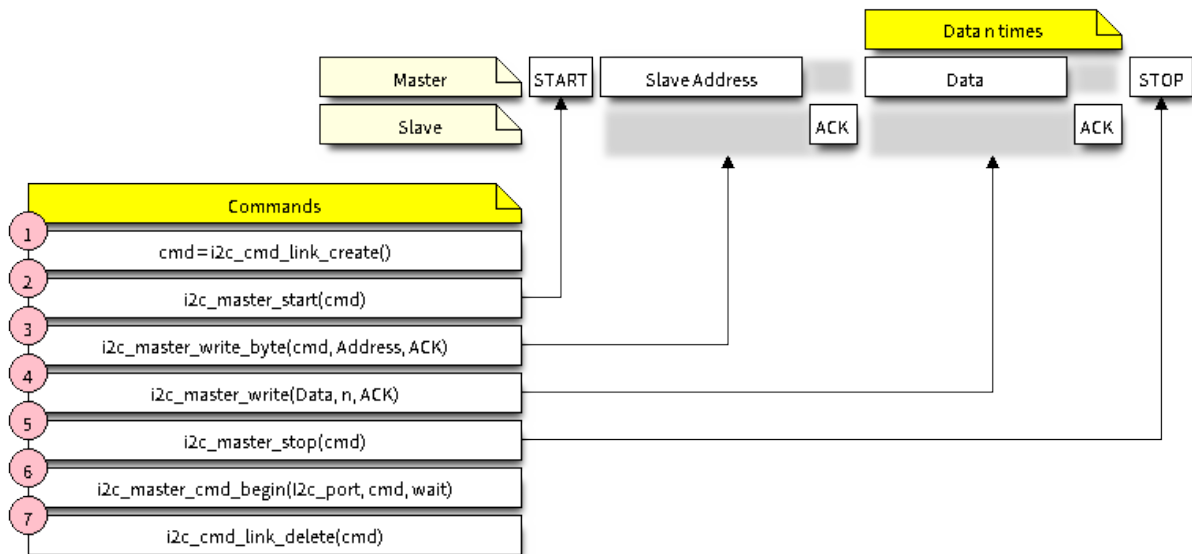 Data n times
Master START Slave Address Data STOP
Slave ACK ACK
Commands
1
cmd=i2c_cmd_link_create()
2
i2c_master_start(cmd)
3
i2c_master_write_byte(cmd, Address, ACK)
4
i2c_master_write(Data, n, ACK)
5
i2c_master_stop(cmd)
6
i2c_master_cmd_begin(I2c_port, cmd, wait)
7
i2c_cmd_link_delete(cmd)